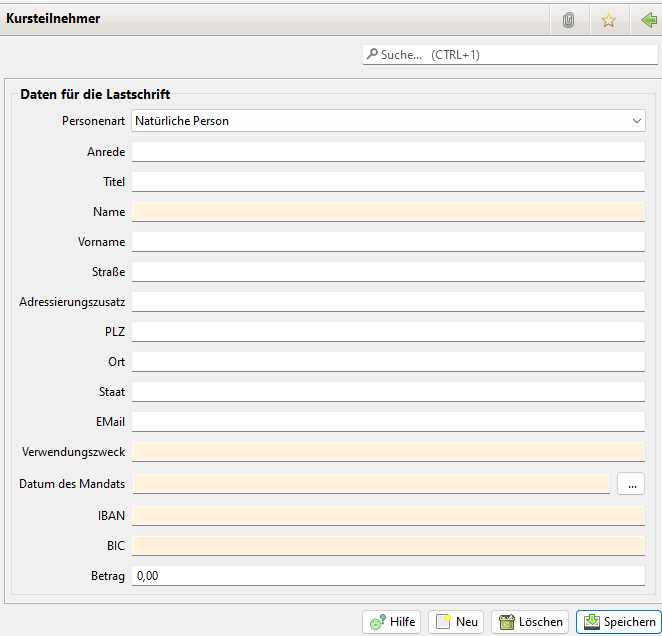 Kursteilnehmer
Suche... (CTRL+1)
Daten für die Lastschrift
Personenart Natürliche Person
Anrede
Titel
Name
Vorname
Straße
Adressierungszusatz
PLZ
Ort
Staat
EMail
Verwendungszweck
Datum des Mandats ...
IBAN
BIC
Betrag 0,00
Hilfe Neu Löschen Speichern